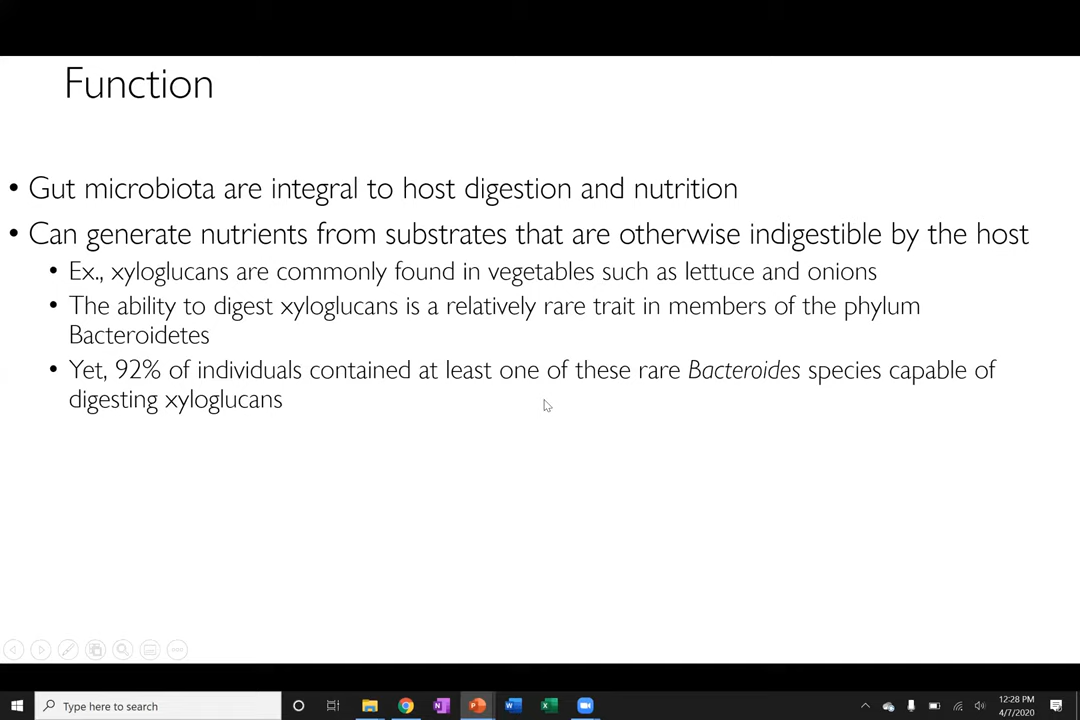 Function
• Gut microbiota are integral to host digestion and nutrition
• Can generate nutrients from substrates that are otherwise indigestible by the host
• Ex., xyloglucans are commonly found in vegetables such as lettuce and onions
• The ability to digest xyloglucans is a relatively rare trait in members of the phylum
Bacteroidetes
• Yet, 92% of individuals contained at least one of these rare Bacteroides species capable of
digesting xyloglucans
Type here to search
12:28 PM
4/7/2020